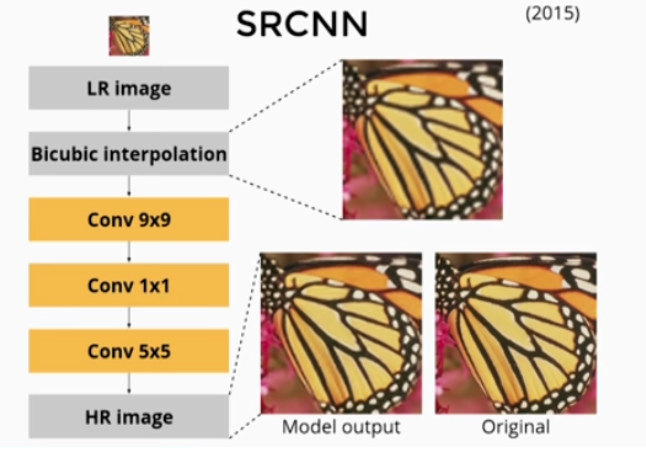 SRCNN
(2015)
LR image
Bicubic interpolation
Conv 9x9
Conv 1x1
Conv 5x5
HR image
Model output
Original